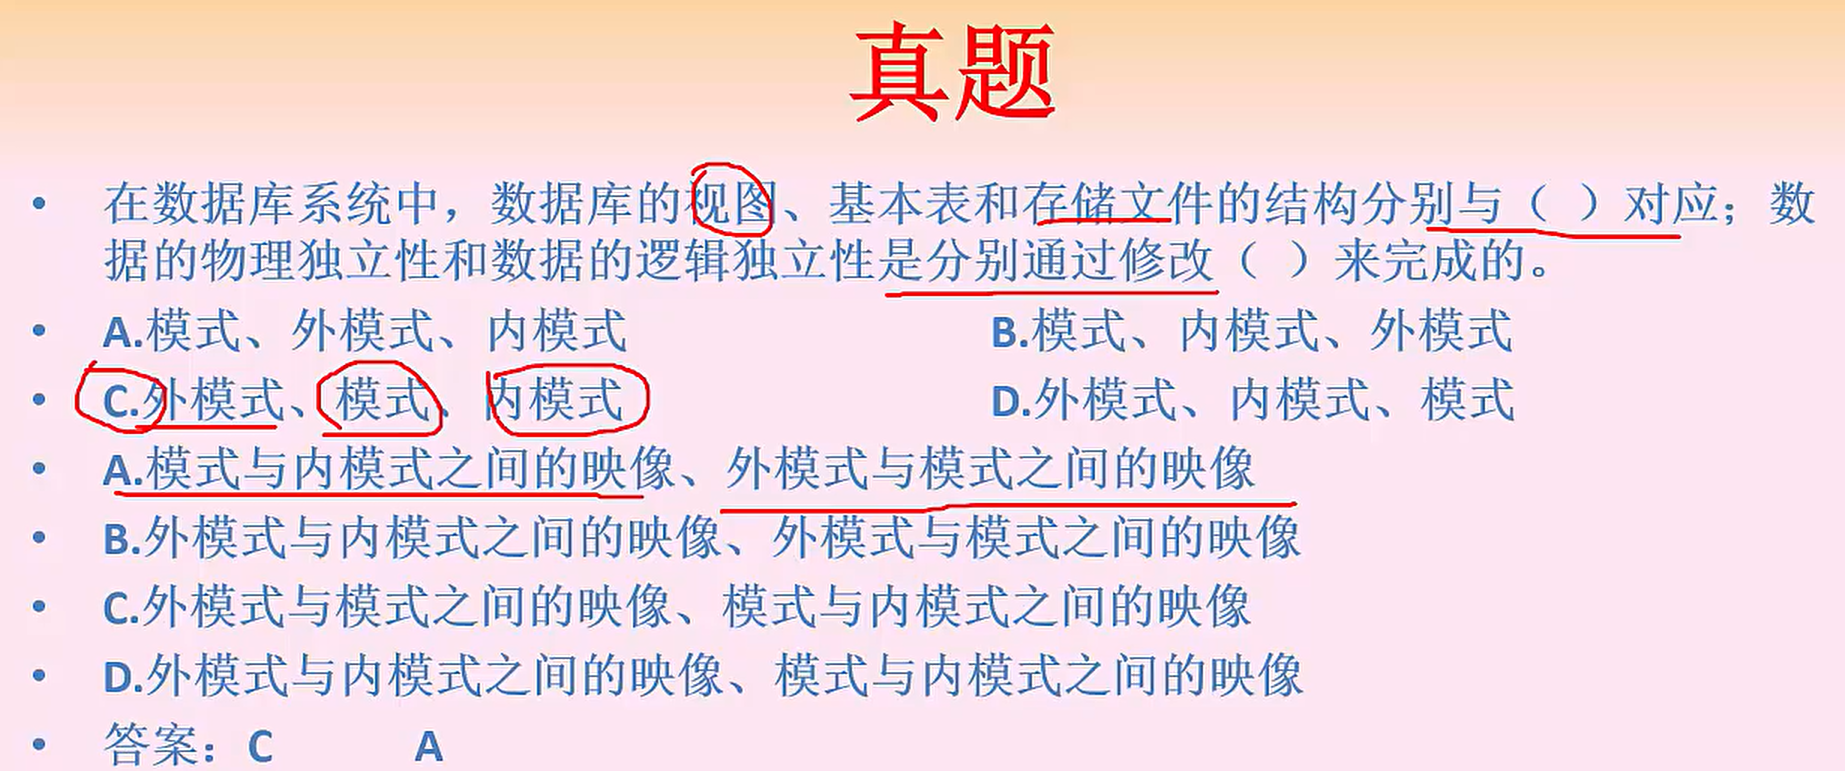 真题
• 在数据库系统中，数据库的视图、基本表和存储文件的结构分别与（ ）对应；数
据的物理独立性和数据的逻辑独立性是分别通过修改（ ）来完成的。
• A.模式、外模式、内模式 B.模式、内模式、外模式
• C.外模式、模式、内模式 D.外模式、内模式、模式
• A.模式与内模式之间的映像、外模式与模式之间的映像
• B.外模式与内模式之间的映像、外模式与模式之间的映像
• C.外模式与模式之间的映像、模式与内模式之间的映像
• D.外模式与内模式之间的映像、模式与内模式之间的映像
• 答案：C A